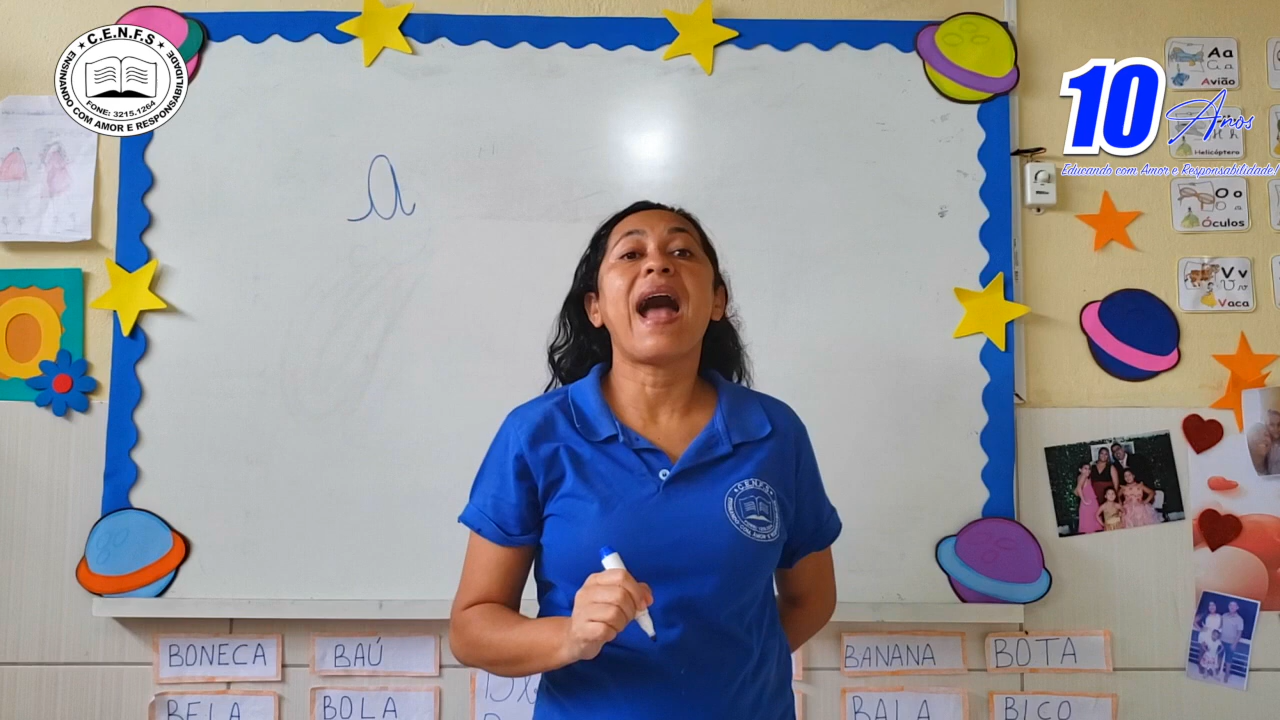 ★ C.E.N.F.S ★
ENSINANDO COM AMOR E RESPONSABILIDADE
FONE: 3215.1264
10 Anos
Educando com Amor e Responsabilidade!
a
Aa
a
Avião
Helicóptero
Oo
Óculos
Vv
Vaca
★ C.E.N.F.S ★
BONECA
BAÚ
BANANA
BOTA
BELA
BOLA
BALA
BICO